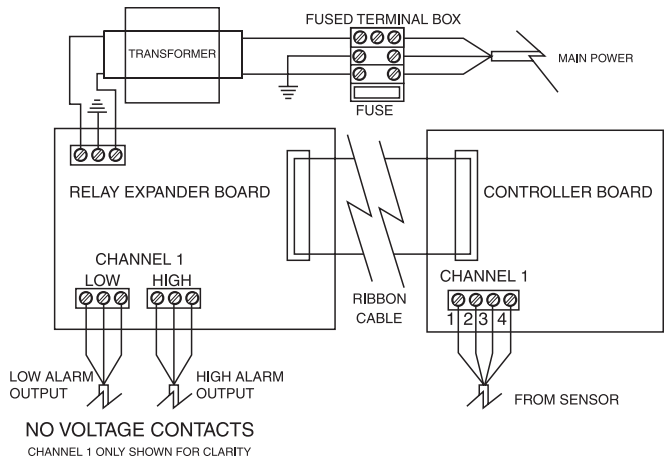 FUSED TERMINAL BOX
TRANSFORMER
MAIN POWER
FUSE
RELAY EXPANDER BOARD
CONTROLLER BOARD
CHANNEL 1
LOW HIGH
CHANNEL 1
1 2 3 4
RIBBON
CABLE
LOW ALARM
OUTPUT
HIGH ALARM
OUTPUT
FROM SENSOR
NO VOLTAGE CONTACTS
CHANNEL 1 ONLY SHOWN FOR CLARITY